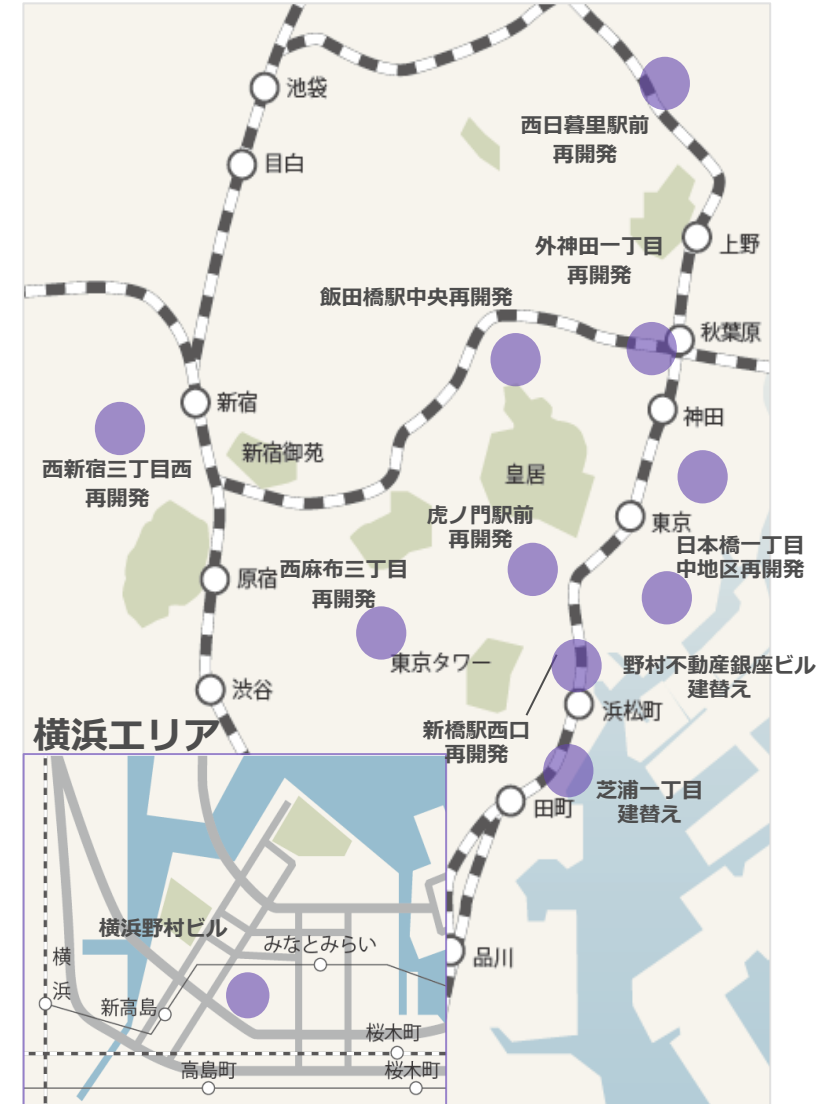 池袋
西日暮里駅前
再開発
目白
外神田一丁目
再開発
上野
飯田橋駅中央再開発
秋葉原
新宿
神田
新宿御苑
西新宿三丁目西
再開発
皇居
虎ノ門駅前
再開発
東京
日本橋一丁目
中地区再開発
原宿
西麻布三丁目
再開発
東京タワー
野村不動産銀座ビル
建替え
渋谷
浜松町
新橋駅西口
再開発
芝浦一丁目
建替え
田町
品川
横浜エリア
横浜野村ビル
みなとみらい
横
浜
新高島
桜木町
高島町
桜木町